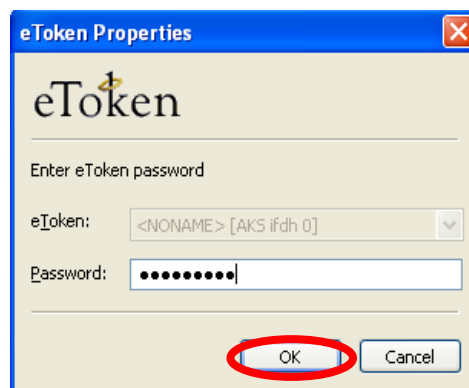 eToken Properties
eToken
Enter eToken password
eToken: <NONAME> [AKS ifdh 0]
Password: •••••••••
OK Cancel